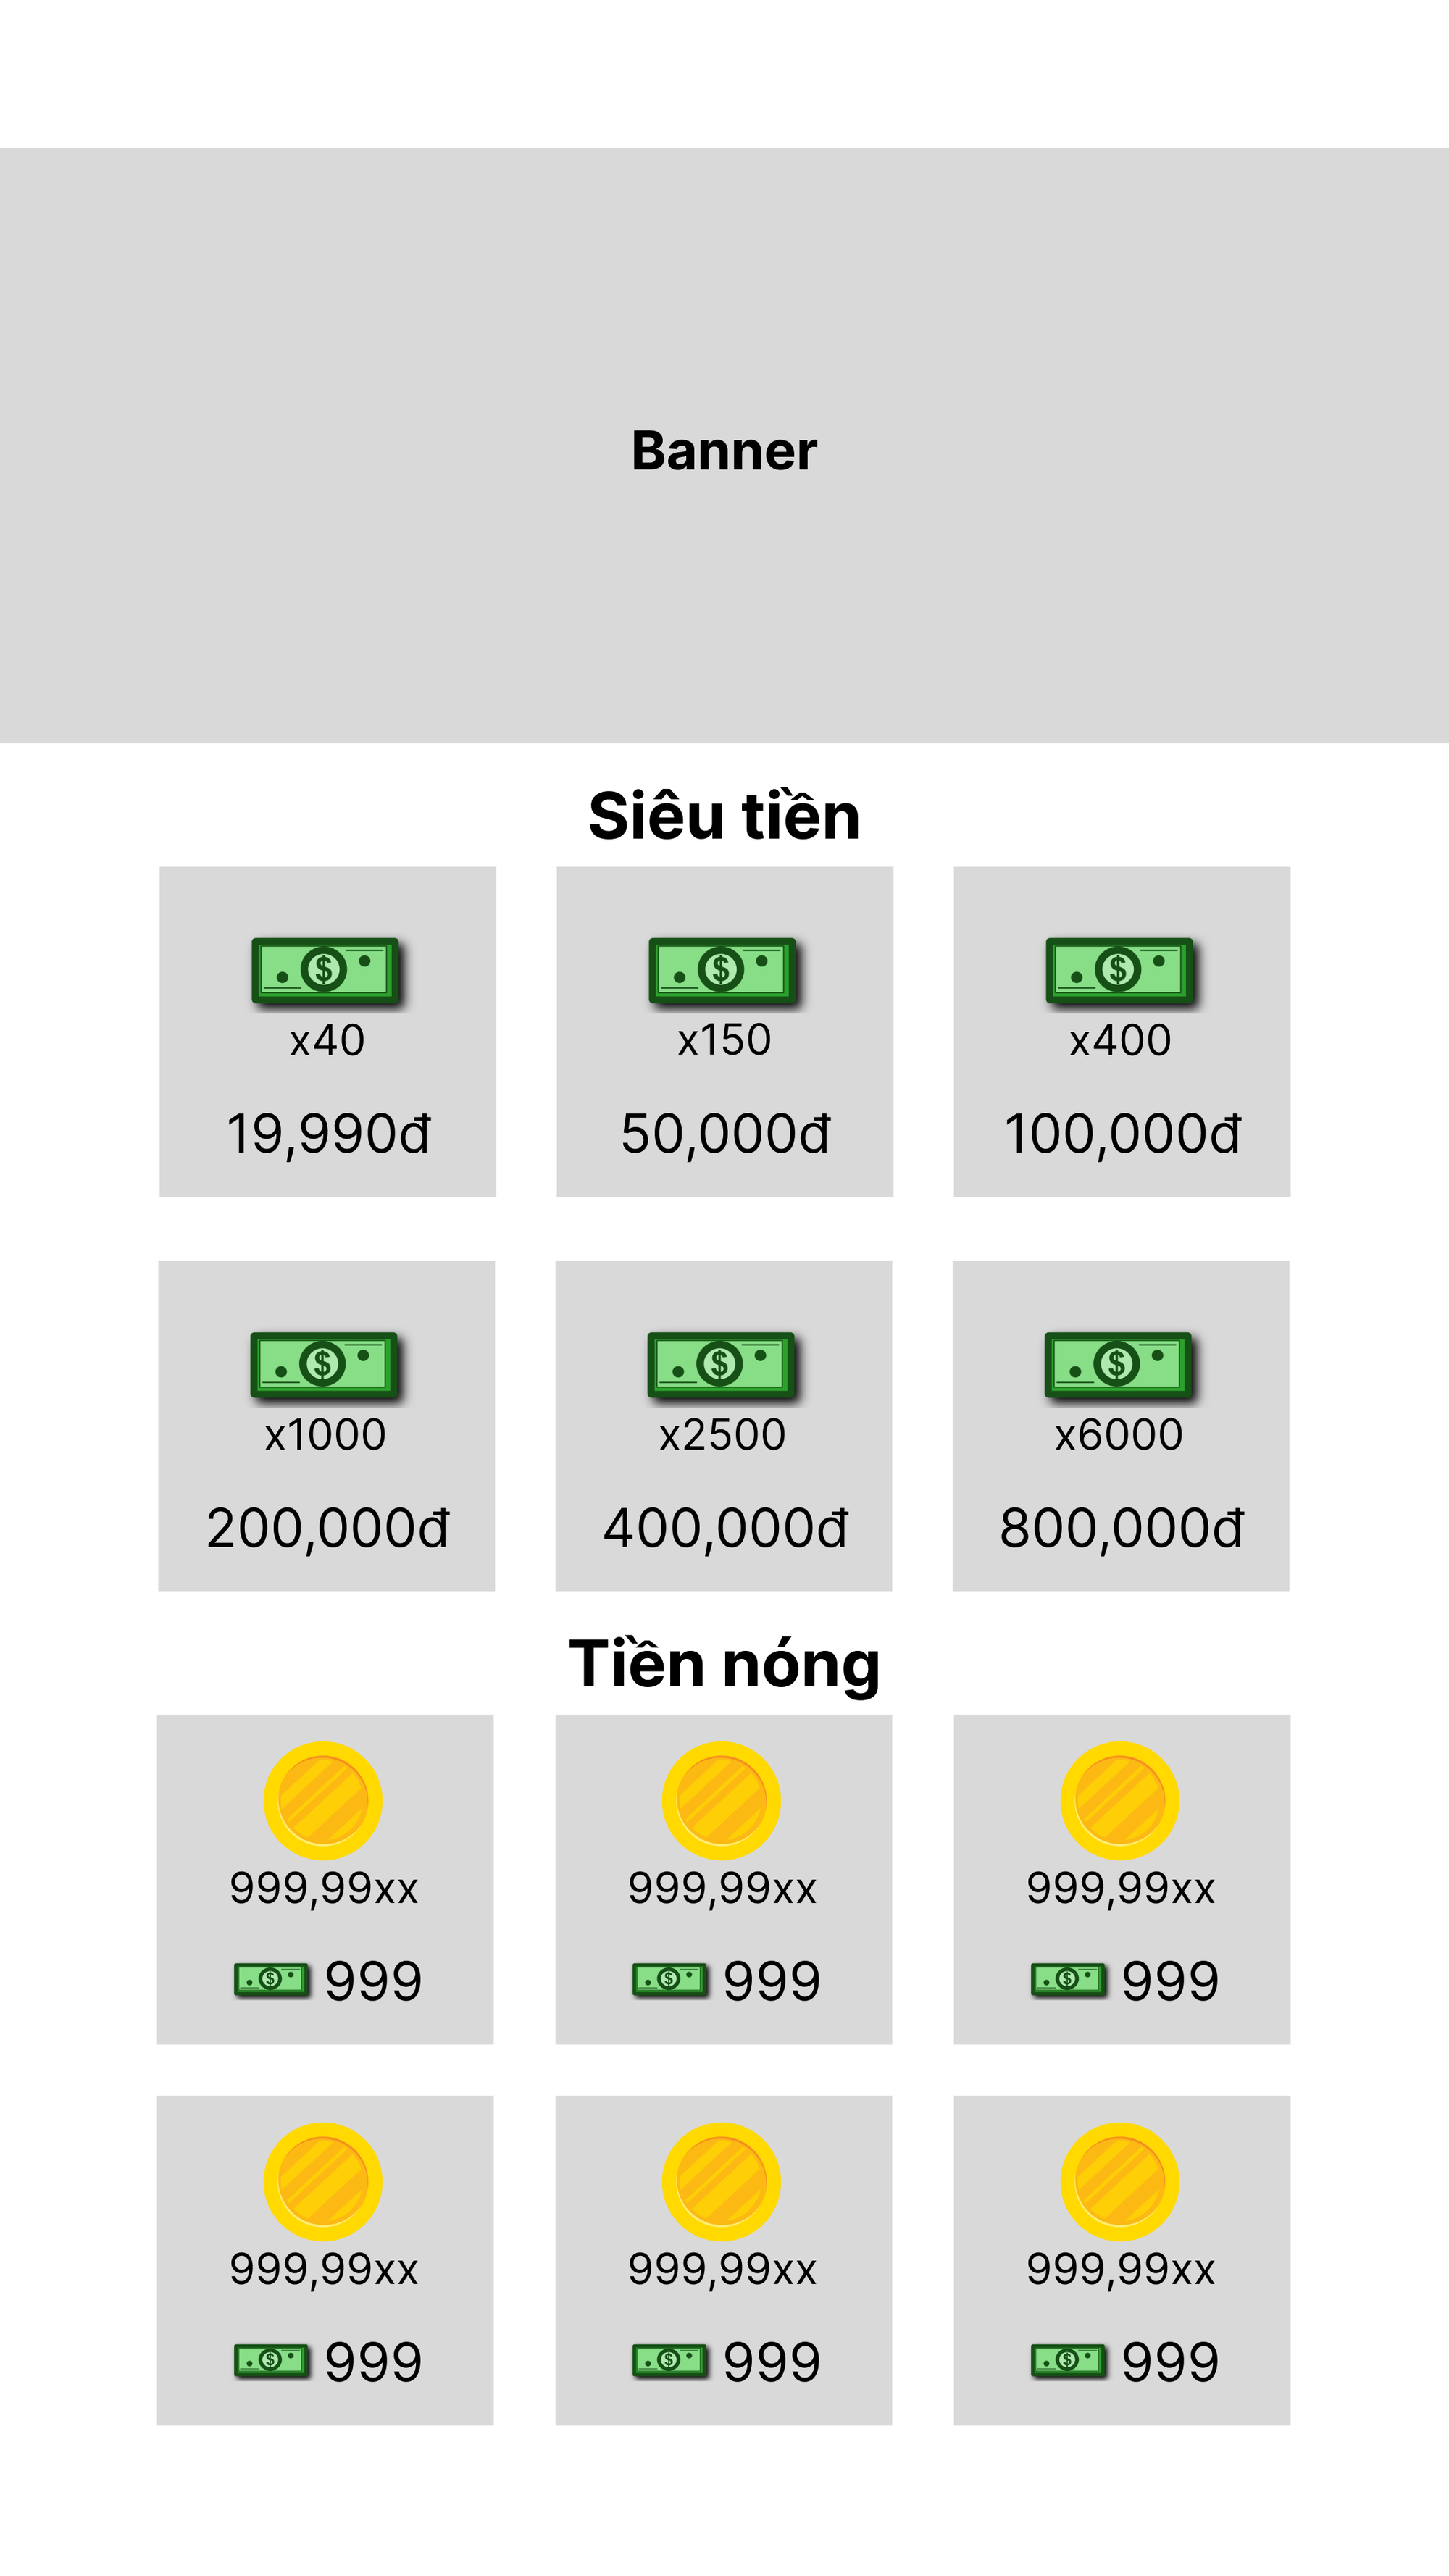 Banner
Siêu tiền
x40 x150 x400
19,990đ 50,000đ 100,000đ
x1000 x2500 x6000
200,000đ 400,000đ 800,000đ
Tiền nóng
999,99xx 999,99xx 999,99xx
$ 999 $ 999 $ 999
999,99xx 999,99xx 999,99xx
$ 999 $ 999 $ 999